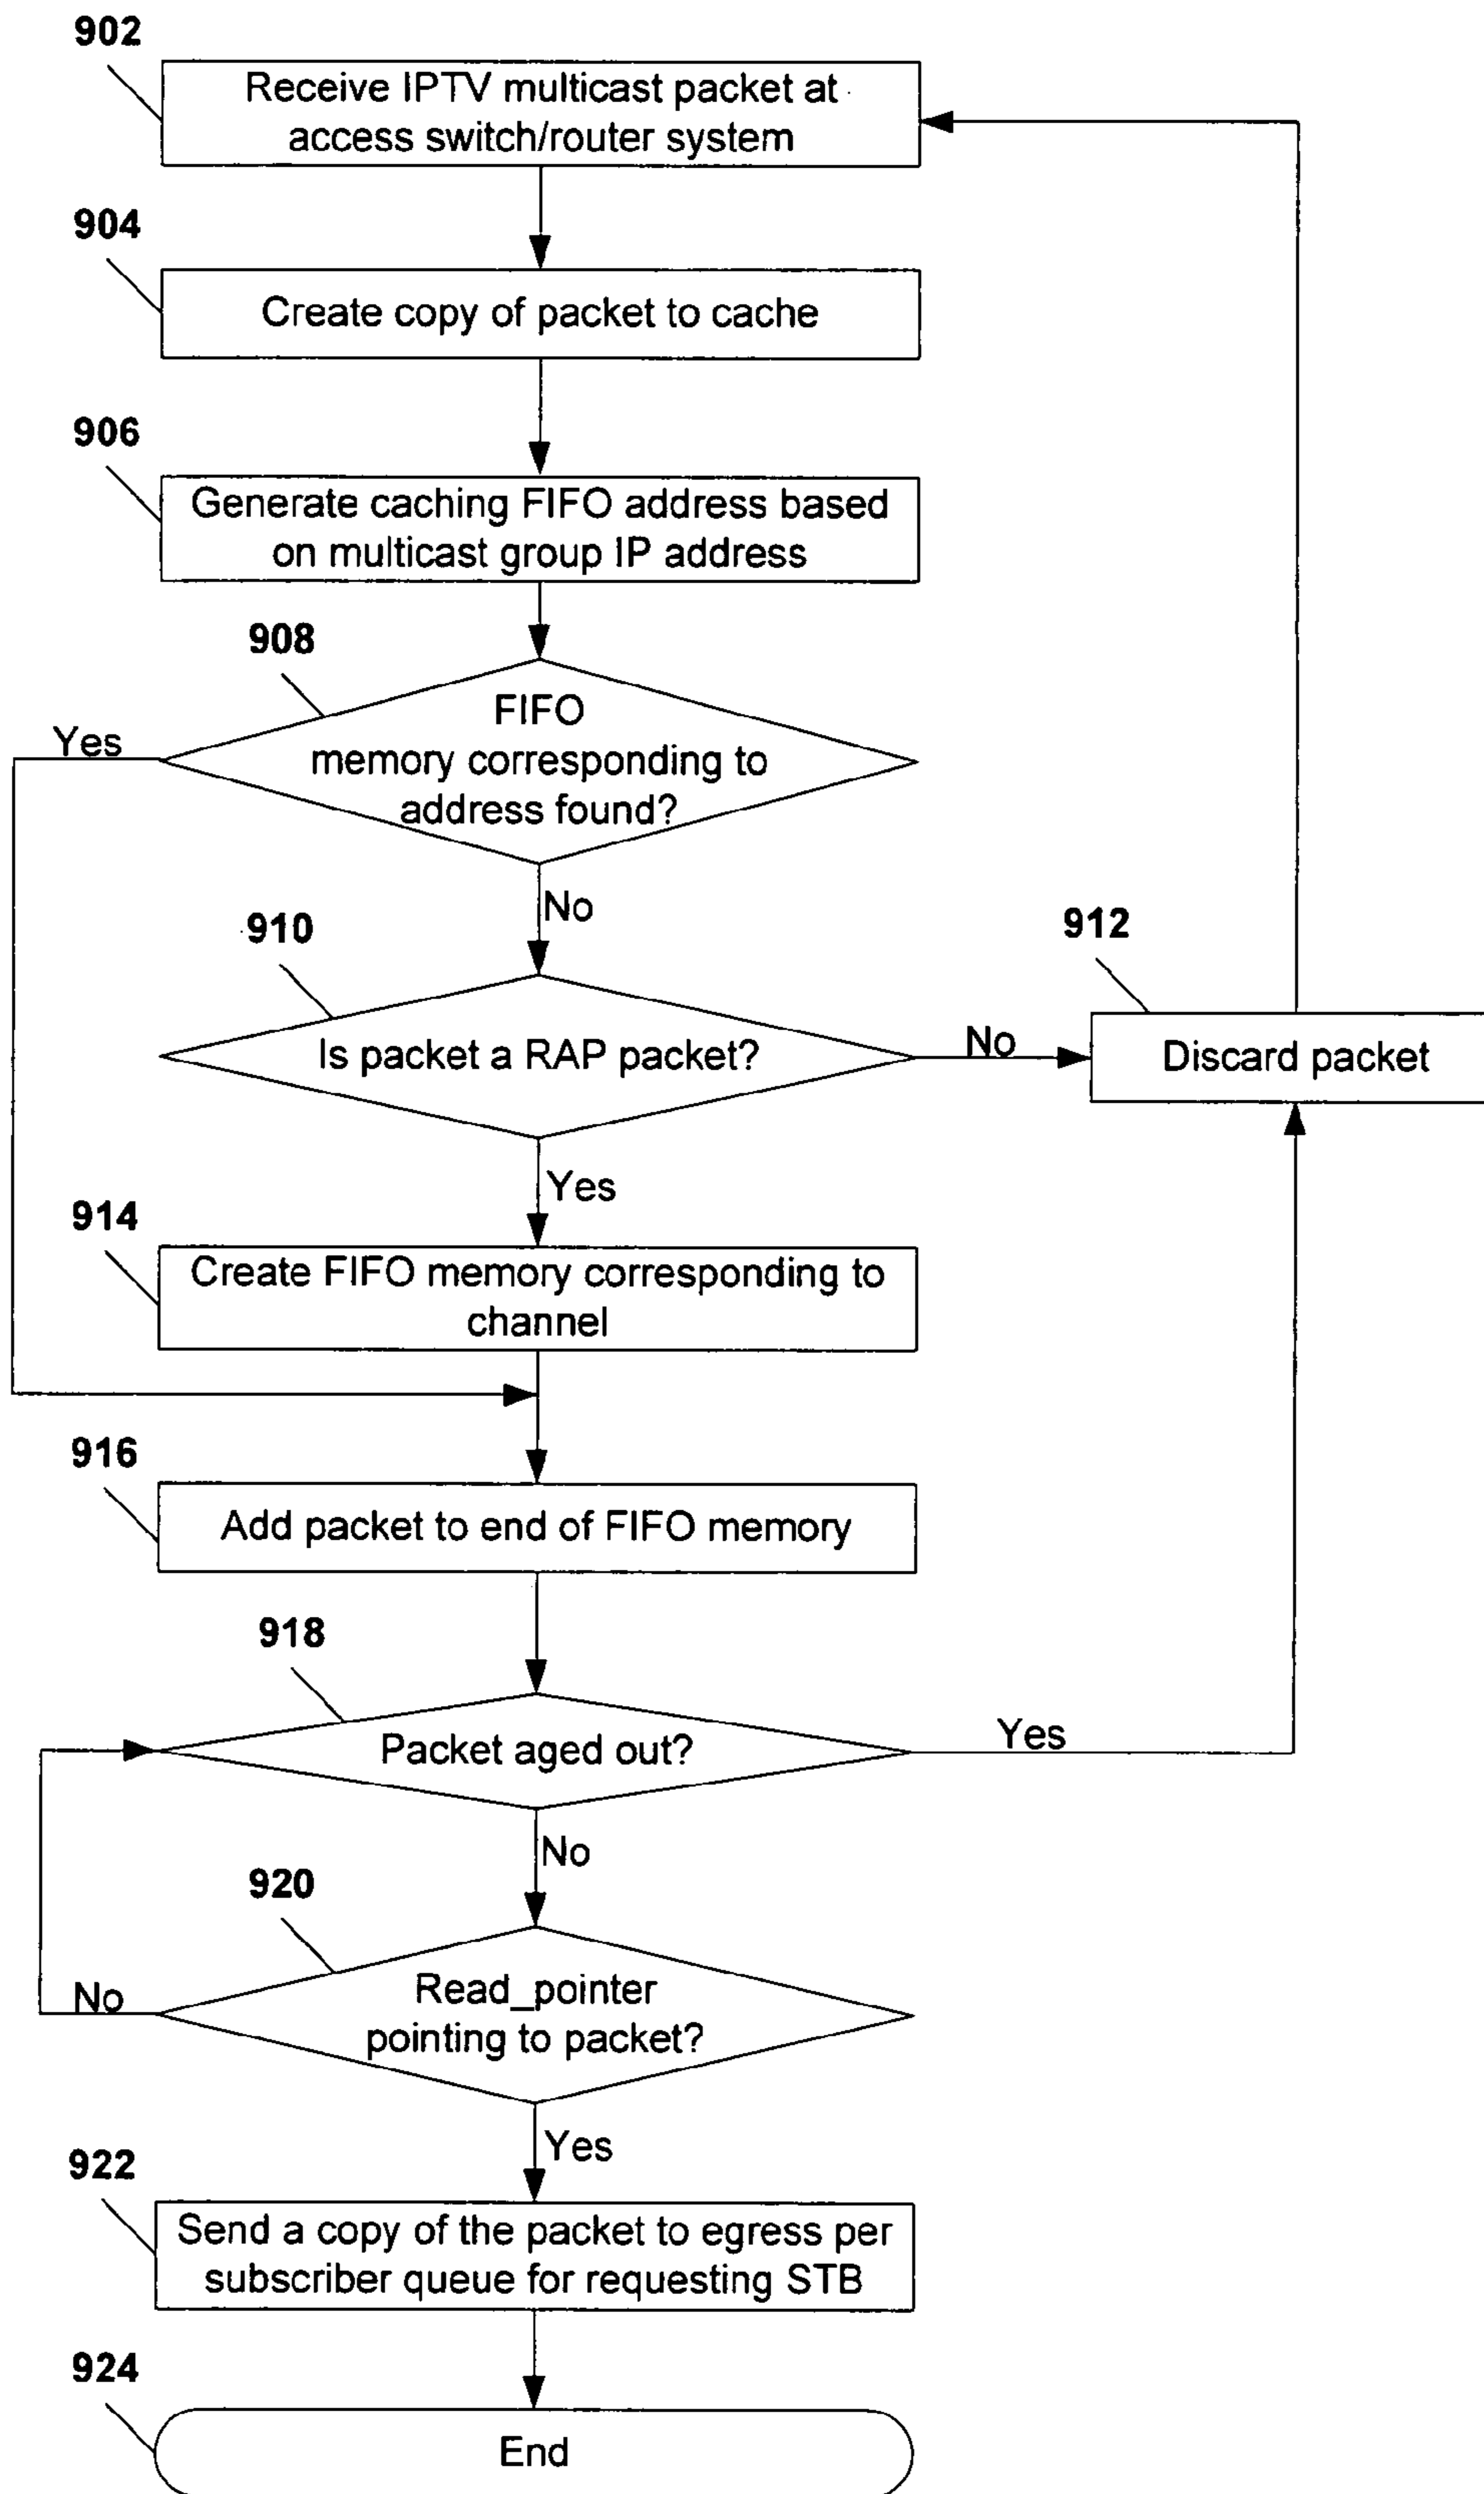 902
Receive IPTV multicast packet at
access switch/router system
904
Create copy of packet to cache
906
Generate caching FIFO address based
on multicast group IP address
908
FIFO
memory corresponding to
address found?
Yes
No
910
Is packet a RAP packet?
No
912
Discard packet
Yes
914
Create FIFO memory corresponding to
channel
916
Add packet to end of FIFO memory
918
Packet aged out?
Yes
No
920
Read_pointer
pointing to packet?
No
Yes
922
Send a copy of the packet to egress per
subscriber queue for requesting STB
924
End